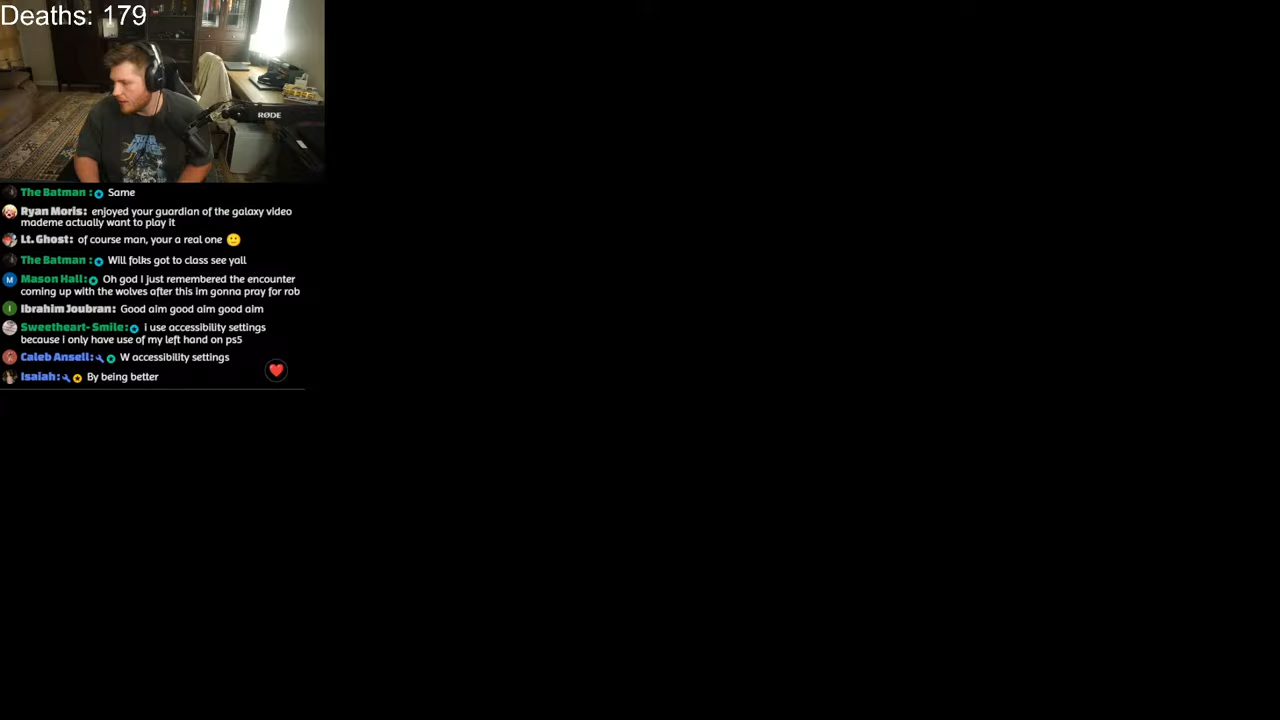 Deaths: 179
RØDE
The Batman : Same
Ryan Moris: enjoyed your guardian of the galaxy video
mademe actually want to play it
Lt. Ghost: of course man, your a real one 🙂
The Batman : Will folks got to class see yall
M Mason Hall: Oh god I just remembered the encounter
coming up with the wolves after this im gonna pray for rob
I Ibrahim Joubran: Good aim good aim good aim
Sweetheart- Smile: i use accessibility settings
because i only have use of my left hand on ps5
Caleb Ansell: W accessibility settings
Isaiah: By being better